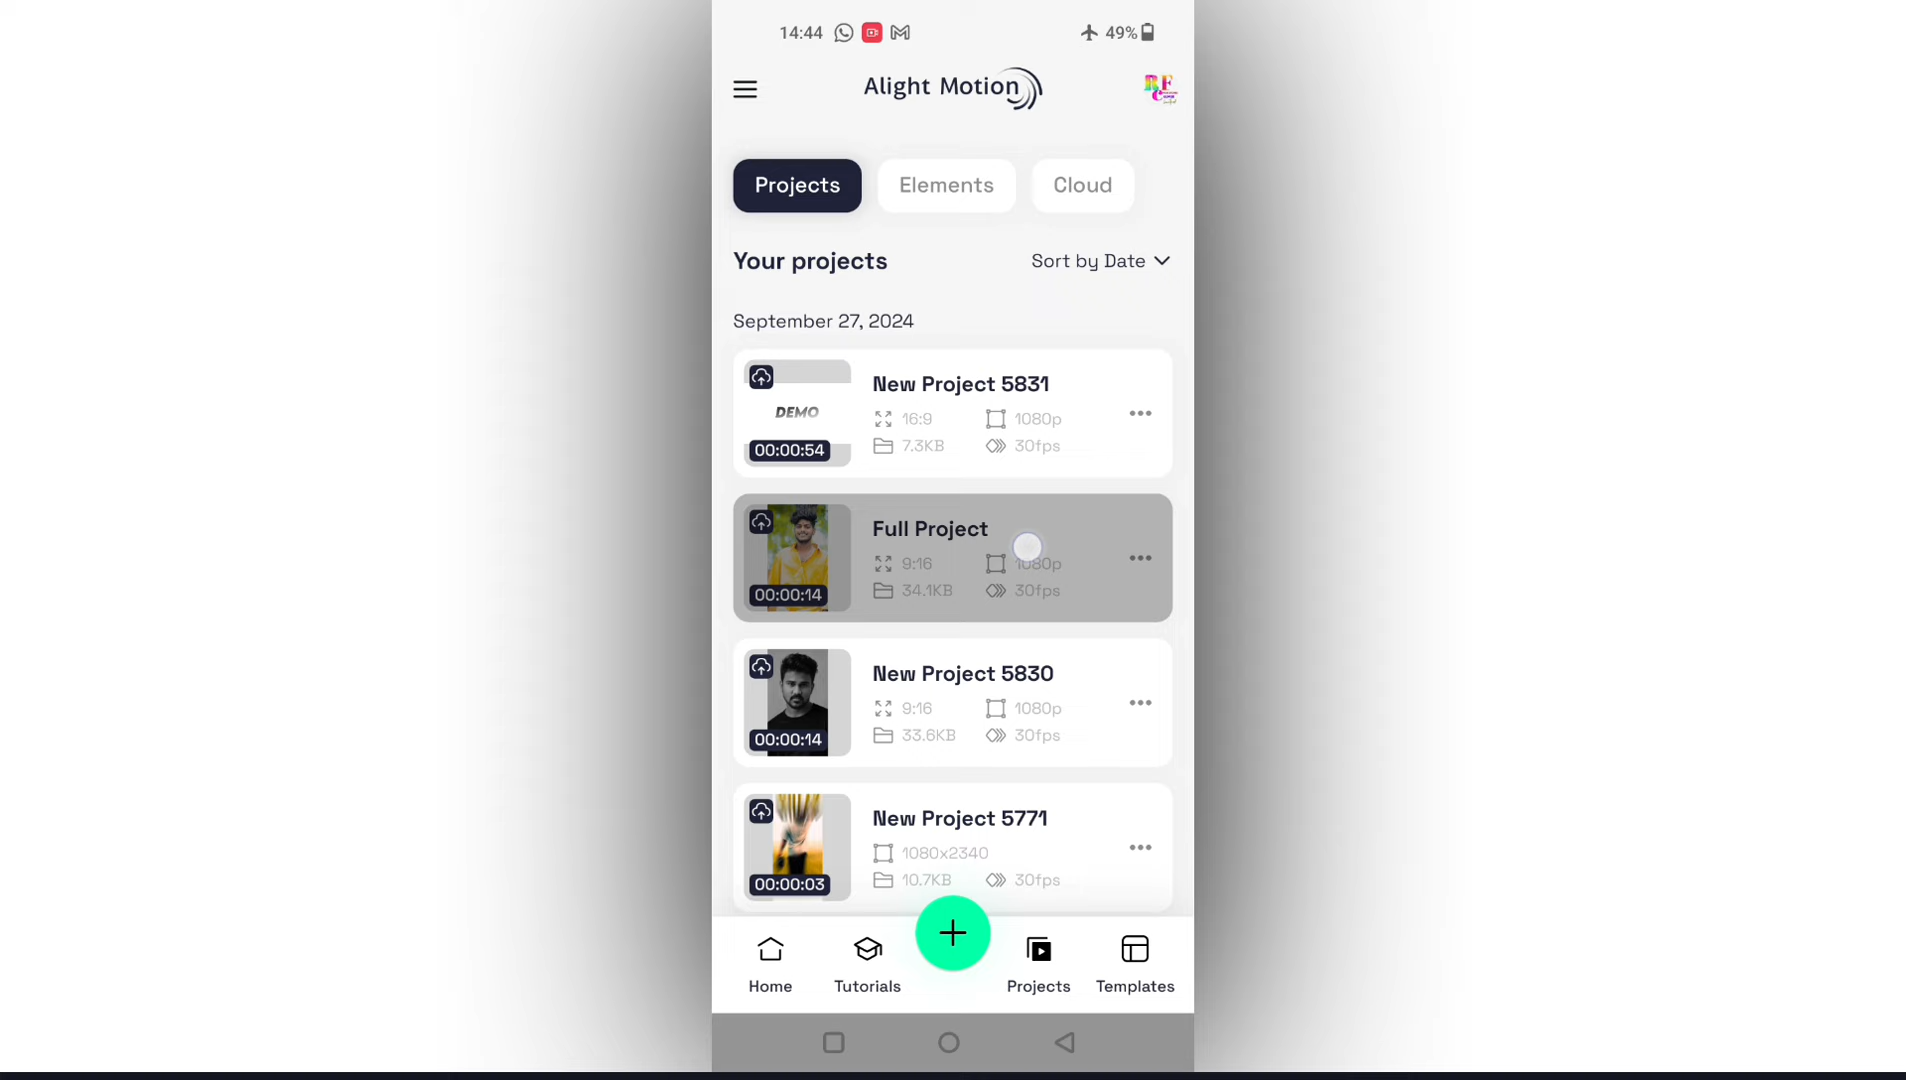 14:44 49%
Alight Motion
RF
Projects Elements Cloud
Your projects Sort by Date
September 27, 2024
New Project 5831
DEMO
16:9 1080p
00:00:54
7.3KB 30fps
Full Project
9:16 1080p
00:00:14
34.1KB 30fps
New Project 5830
9:16 1080p
00:00:14
33.6KB 30fps
New Project 5771
1080x2340
00:00:03
10.7KB 30fps
Home Tutorials Projects Templates